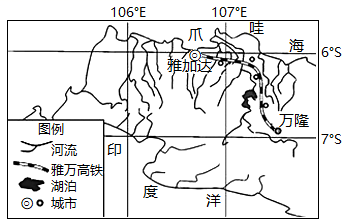 106°E 107°E
爪 哇 海
雅加达
6°S
万隆
7°S
印 度 洋
图例
河流
雅万高铁
湖泊
城市